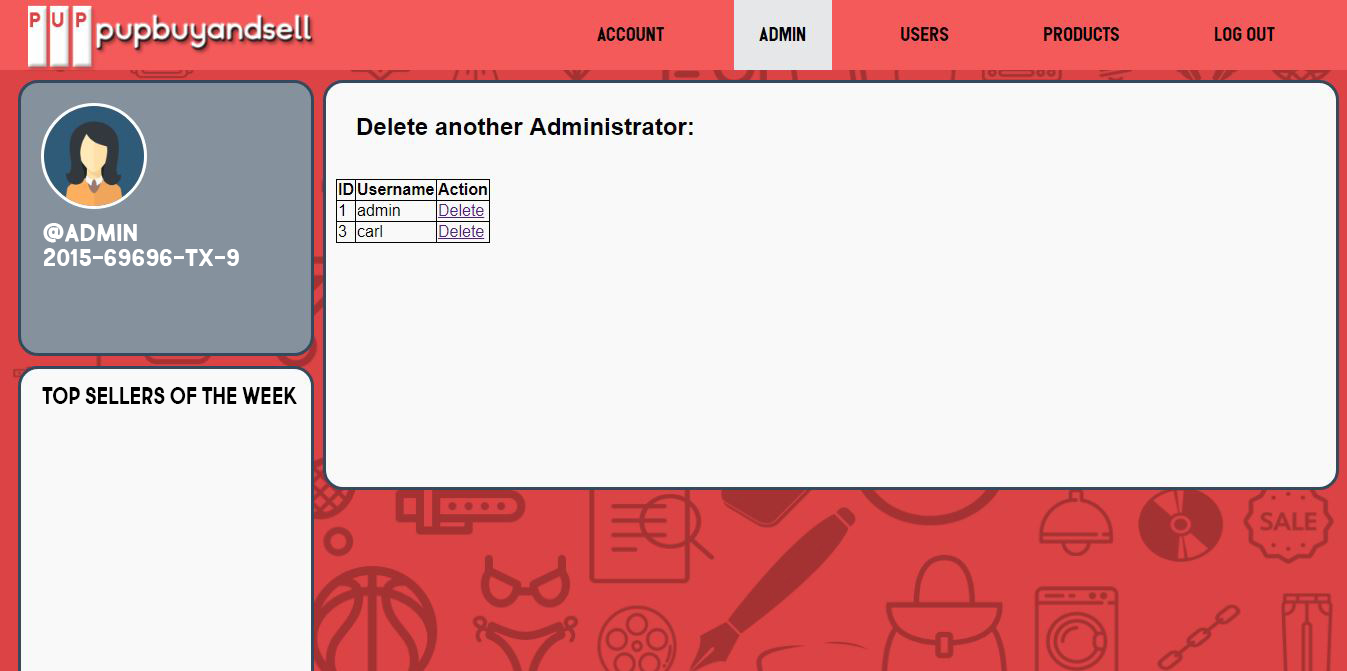 PUP pupbuyandsell
ACCOUNT ADMIN USERS PRODUCTS LOG OUT
@ADMIN
2015-69696-TX-9
TOP SELLERS OF THE WEEK
Delete another Administrator:
ID Username Action
1 admin Delete
3 carl Delete
SALE